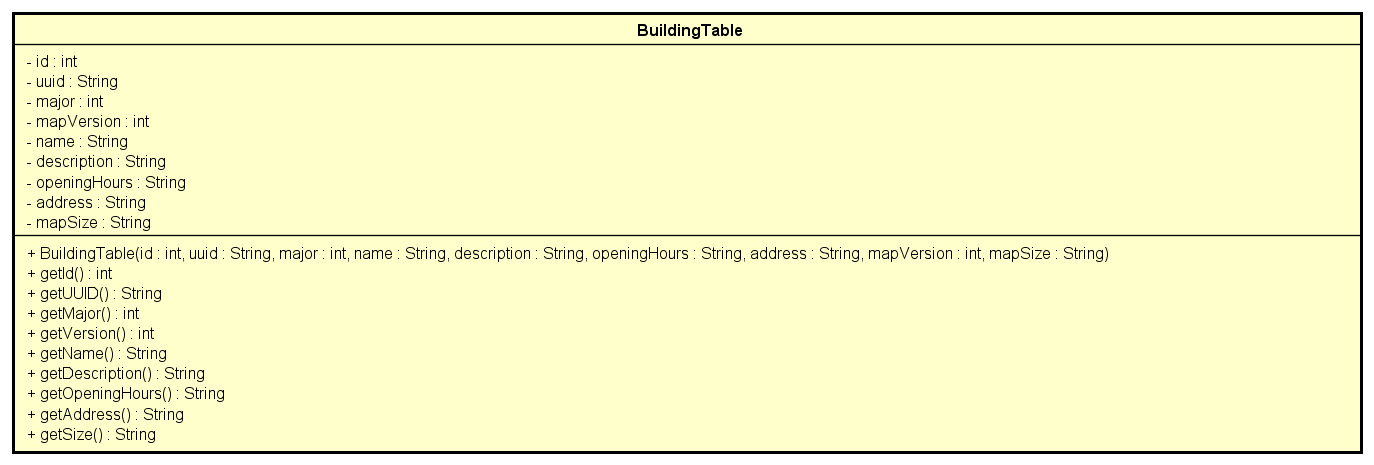 BuildingTable
- id : int
- uuid : String
- major : int
- mapVersion : int
- name : String
- description : String
- openingHours : String
- address : String
- mapSize : String
+ BuildingTable(id : int, uuid : String, major : int, name : String, description : String, openingHours : String, address : String, mapVersion : int, mapSize : String)
+ getId() : int
+ getUUID() : String
+ getMajor() : int
+ getVersion() : int
+ getName() : String
+ getDescription() : String
+ getOpeningHours() : String
+ getAddress() : String
+ getSize() : String